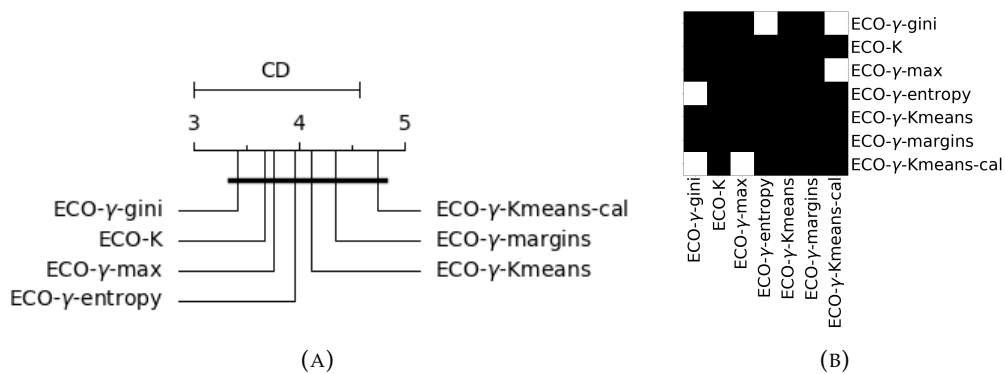 CD
3 4 5
ECO-γ-gini
ECO-K
ECO-γ-max
ECO-γ-entropy
ECO-γ-Kmeans-cal
ECO-γ-margins
ECO-γ-Kmeans
(A)
ECO-γ-gini
ECO-K
ECO-γ-max
ECO-γ-entropy
ECO-γ-Kmeans
ECO-γ-margins
ECO-γ-Kmeans-cal
ECO-γ-gini
ECO-K
ECO-γ-max
ECO-γ-entropy
ECO-γ-Kmeans
ECO-γ-margins
ECO-γ-Kmeans-cal
(B)